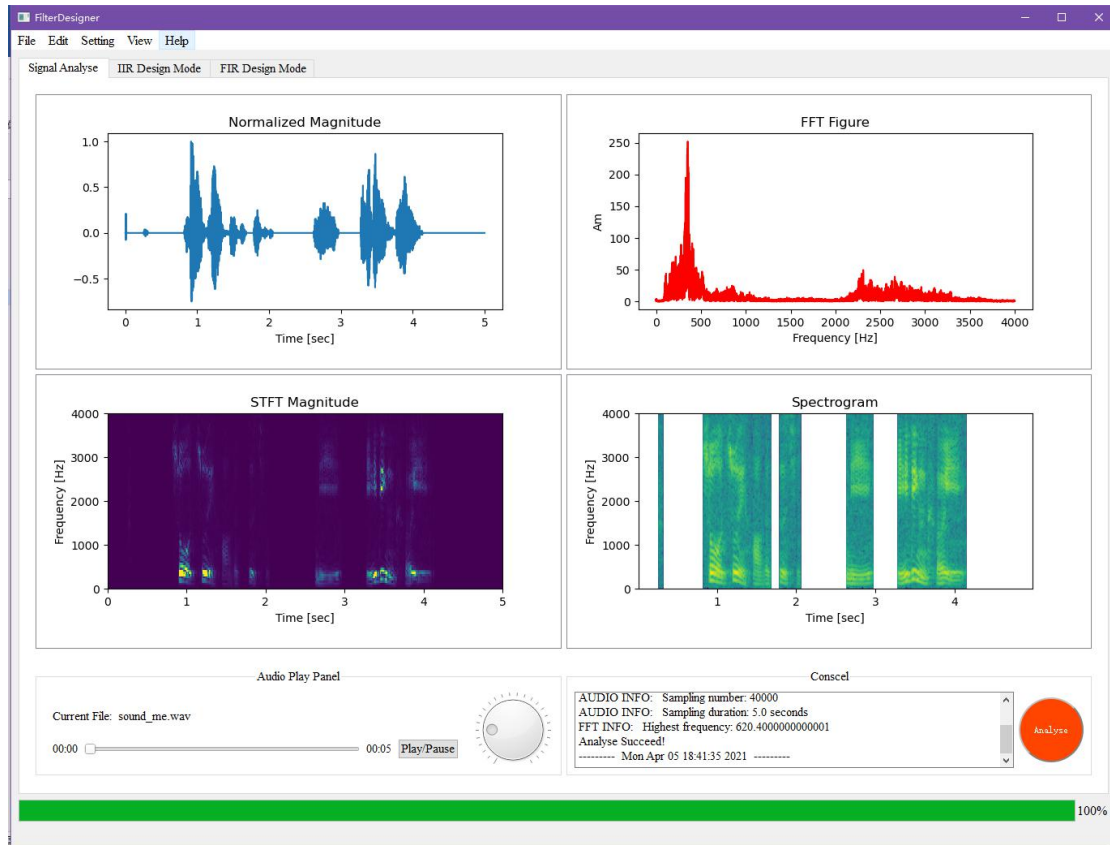 FilterDesigner
File Edit Setting View Help
Signal Analyse IIR Design Mode FIR Design Mode
Normalized Magnitude
1.0
0.5
0.0
−0.5
0 1 2 3 4 5
Time [sec]
FFT Figure
Am
250
200
150
100
50
0
0 500 1000 1500 2000 2500 3000 3500 4000
Frequency [Hz]
STFT Magnitude
Frequency [Hz]
4000
3000
2000
1000
0
0 1 2 3 4 5
Time [sec]
Spectrogram
Frequency [Hz]
4000
3000
2000
1000
0
1 2 3 4
Time [sec]
Audio Play Panel
Current File: sound_me.wav
00:00 00:05 Play/Pause
Conscel
AUDIO INFO: Sampling number: 40000
AUDIO INFO: Sampling duration: 5.0 seconds
FFT INFO: Highest frequency: 620.4000000000001
Analyse Succeed!
--------- Mon Apr 05 18:41:35 2021 ---------
Analyze
100%